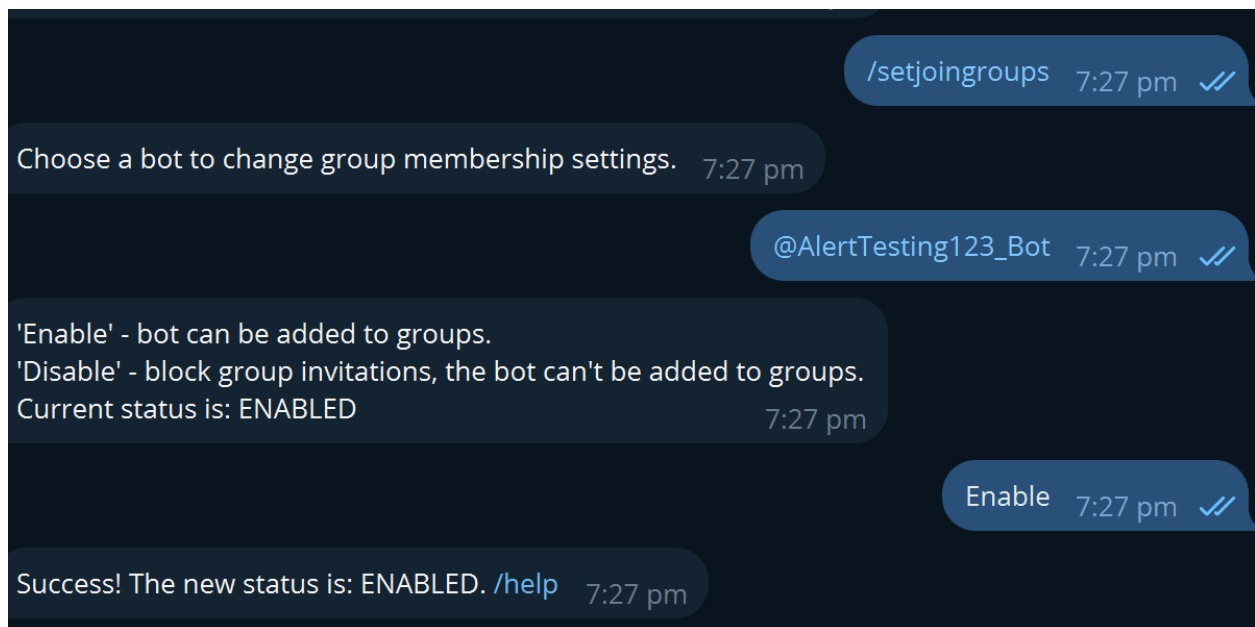 /setjoingroups 7:27 pm
Choose a bot to change group membership settings. 7:27 pm
@AlertTesting123_Bot 7:27 pm
'Enable' - bot can be added to groups.
'Disable' - block group invitations, the bot can't be added to groups.
Current status is: ENABLED 7:27 pm
Enable 7:27 pm
Success! The new status is: ENABLED. /help 7:27 pm